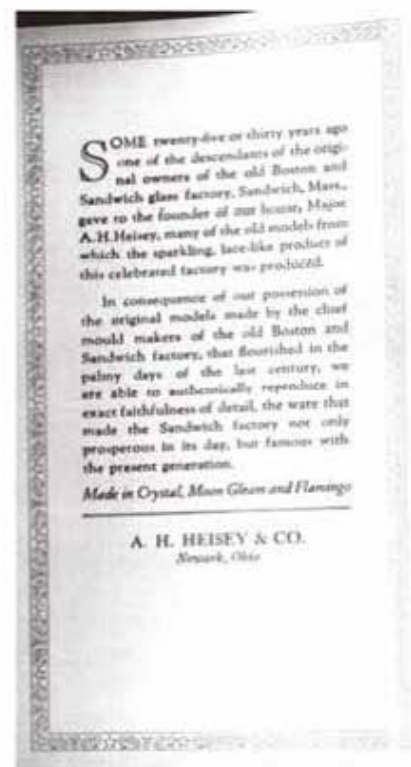 SOME twenty-five or thirty years ago
one of the descendants of the origi-
nal owners of the old Boston and
Sandwich glass factory, Sandwich, Mass.,
gave to the founder of our house, Major
A.H.Heisey, many of the old models from
which the sparkling, lace-like product of
this celebrated factory was produced.
In consequence of our possession of
the original models made by the chief
mould makers of the old Boston and
Sandwich factory, that flourished in the
palmy days of the last century, we
are able to authentically reproduce in
exact faithfulness of detail, the ware that
made the Sandwich factory not only
prosperous in its day, but famous with
the present generation.
Made in Crystal, Moon Gleam and Flamingo
A. H. HEISEY & CO.
Newark, Ohio